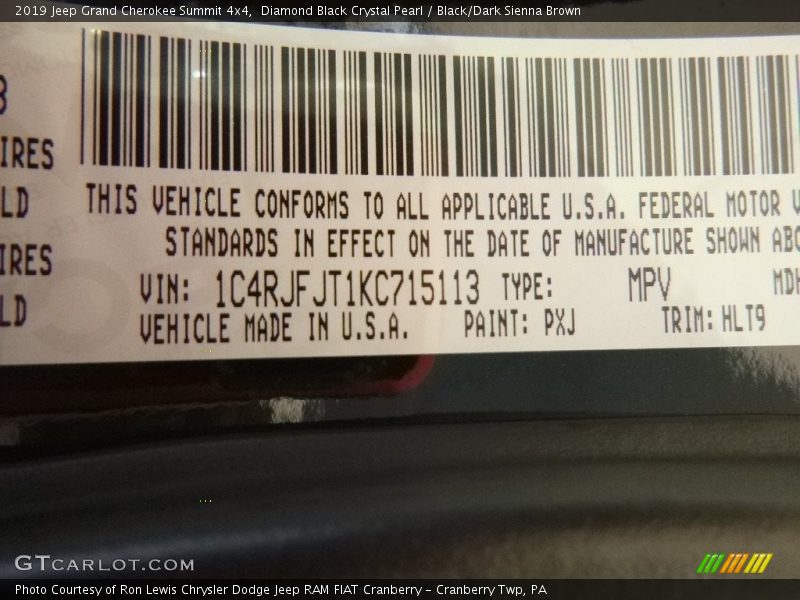 2019 Jeep Grand Cherokee Summit 4x4, Diamond Black Crystal Pearl / Black/Dark Sienna Brown
IRES
LD
IRES
LD
THIS VEHICLE CONFORMS TO ALL APPLICABLE U.S.A. FEDERAL MOTOR
STANDARDS IN EFFECT ON THE DATE OF MANUFACTURE SHOWN ABO
VIN: 1C4RJFJT1KC715113 TYPE: MPV MDH
VEHICLE MADE IN U.S.A. PAINT: PXJ TRIM: HLT9
GTCARLOT.COM
Photo Courtesy of Ron Lewis Chrysler Dodge Jeep RAM FIAT Cranberry – Cranberry Twp, PA